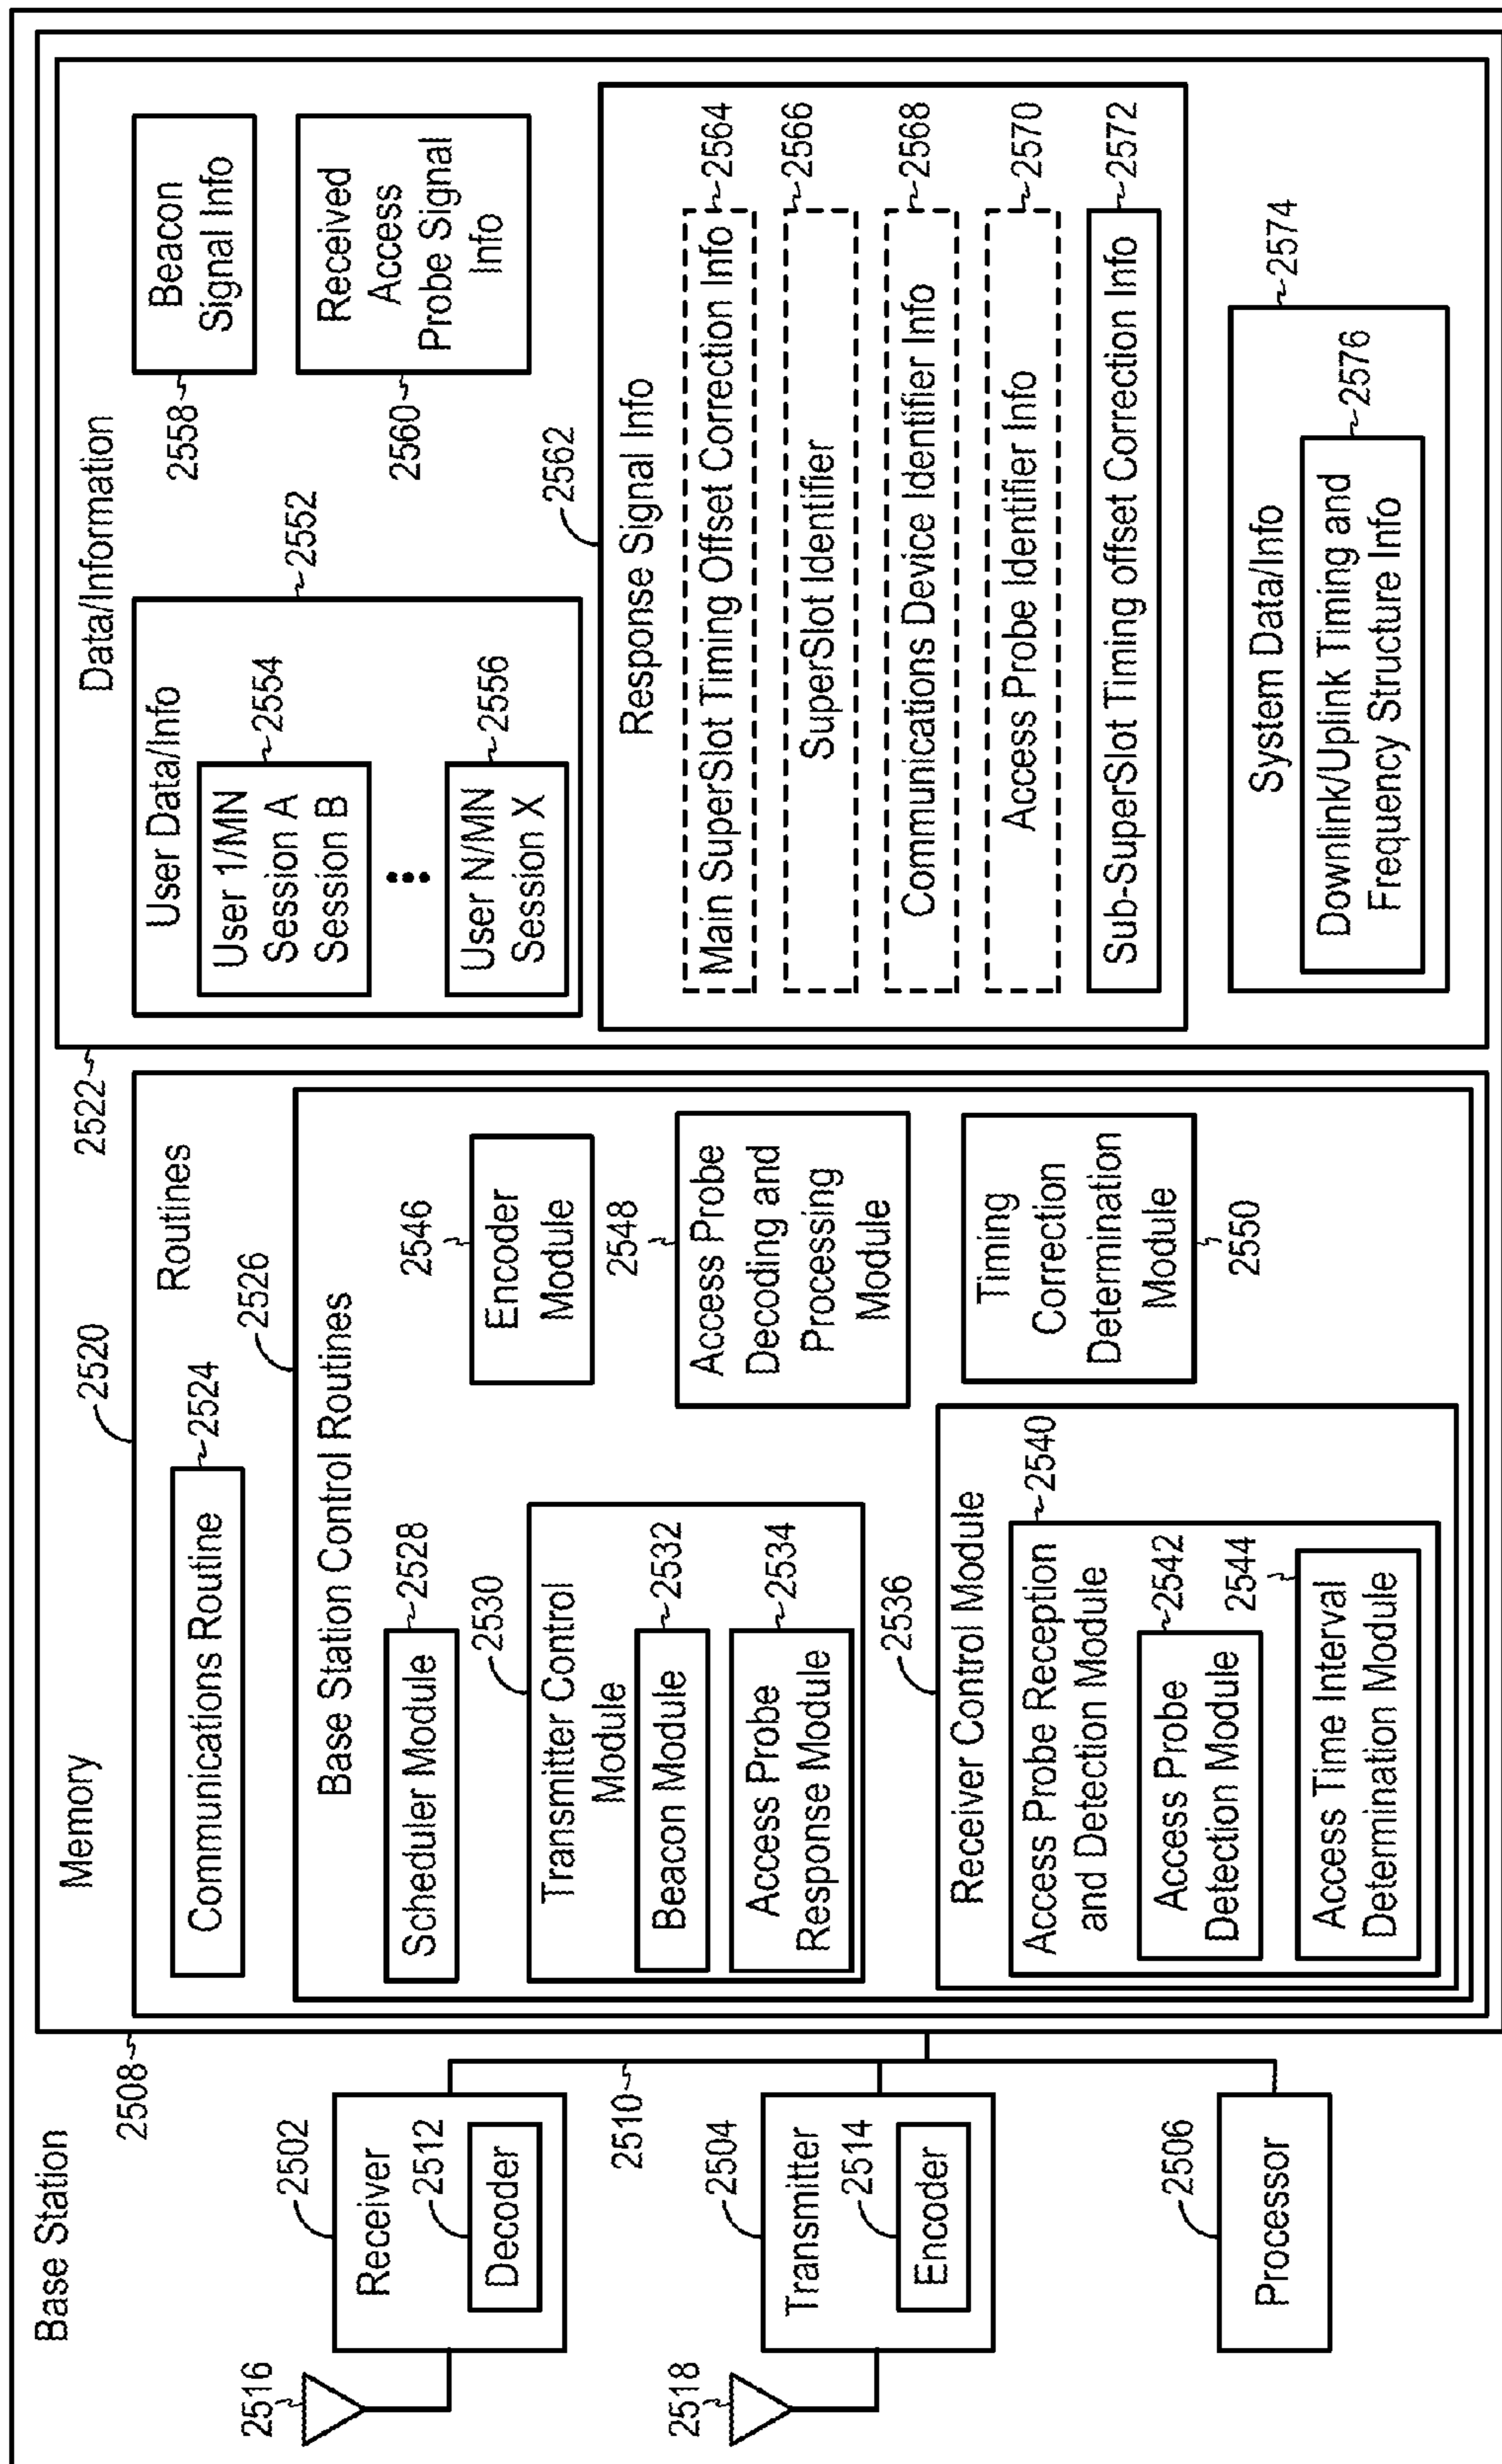 Base Station
2516
2502
Receiver
2512
Decoder
2518
2504
Transmitter
2514
Encoder
2506
Processor
2510
2508
Memory
2520
Routines
2524
Communications Routine
2526
Base Station Control Routines
2528
Scheduler Module
2530
Transmitter Control
Module
2532
Beacon Module
2534
Access Probe
Response Module
2536
Receiver Control Module
2540
Access Probe Reception
and Detection Module
2542
Access Probe
Detection Module
2544
Access Time Interval
Determination Module
2546
Encoder
Module
2548
Access Probe
Decoding and
Processing
Module
Timing
Correction
Determination
Module
2550
2522
Data/Information
2552
User Data/Info
2554
User 1/MN
Session A
Session B
2556
User N/MN
Session X
2558
Beacon
Signal Info
2560
Received
Access
Probe Signal
Info
2562
Response Signal Info
2564
Main SuperSlot Timing Offset Correction Info
2566
SuperSlot Identifier
2568
Communications Device Identifier Info
2570
Access Probe Identifier Info
2572
Sub-SuperSlot Timing offset Correction Info
2574
System Data/Info
2576
Downlink/Uplink Timing and
Frequency Structure Info